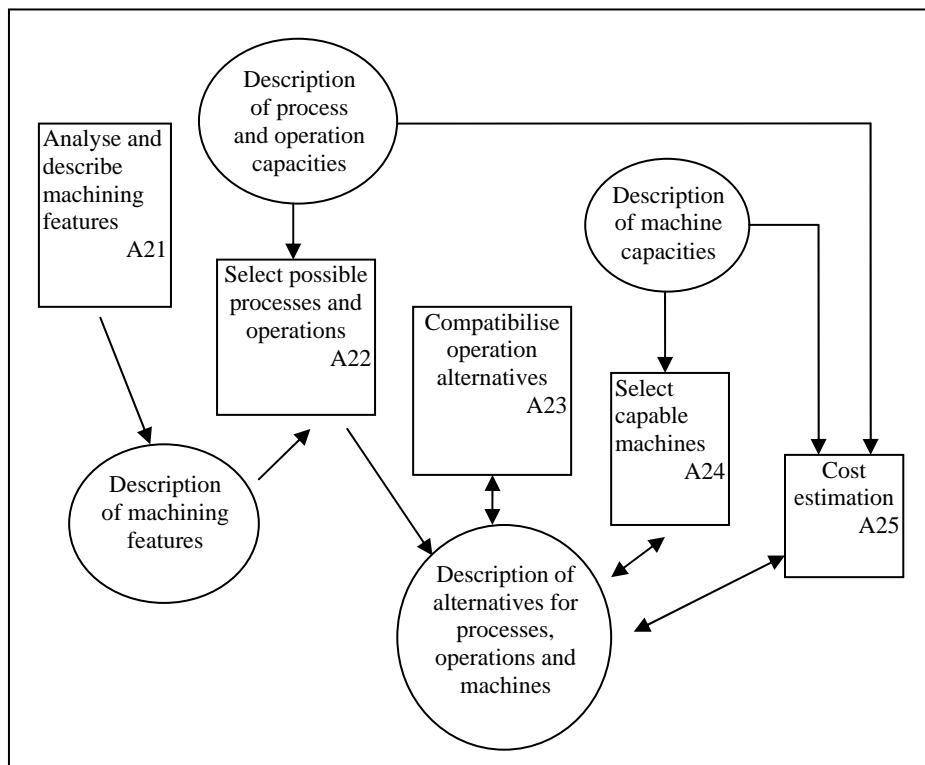 Description
of process
and operation
capacities
Analyse and
describe
machining
features
A21
Description
of machine
capacities
Select possible
processes and
operations
A22
Compatibilise
operation
alternatives
A23
Select
capable
machines
A24
Cost
estimation
A25
Description
of machining
features
Description of
alternatives for
processes,
operations and
machines